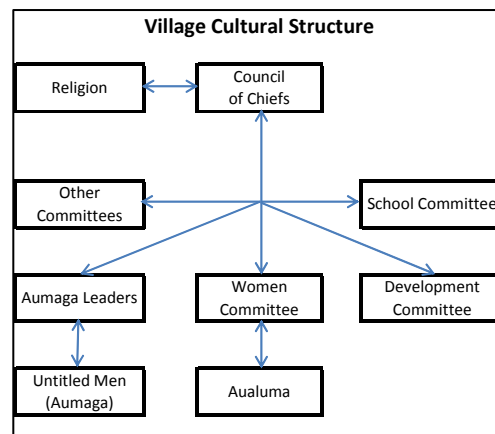 Village Cultural Structure
Religion
Council
of Chiefs
Other
Committees
School Committee
Aumaga Leaders
Women
Committee
Development
Committee
Untitled Men
(Aumaga)
Aualuma